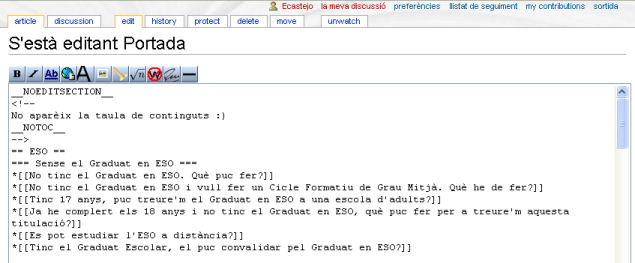 Ecastejo la meva discussió preferències llistat de seguiment my contributions sortida
article discussion edit history protect delete move unwatch
S'està editant Portada
B I Ab A √n W
__NOEDITSECTION__
<!--
No aparèix la taula de continguts :)
__NOTOC__
-->
== ESO ==
=== Sense el Graduat en ESO ===
*[[No tinc el Graduat en ESO. Què puc fer?]]
*[[No tinc el Graduat en ESO i vull fer un Cicle Formatiu de Grau Mitjà. Què he de fer?]]
*[[Tinc 17 anys, puc treure'm el Graduat en ESO a una escola d'adults?]]
*[[Ja he complert els 18 anys i no tinc el Graduat en ESO, què puc fer per a treure'm aquesta
titulació?]]
*[[Es pot estudiar l'ESO a distància?]]
*[[Tinc el Graduat Escolar, el puc convalidar pel Graduat en ESO?]]